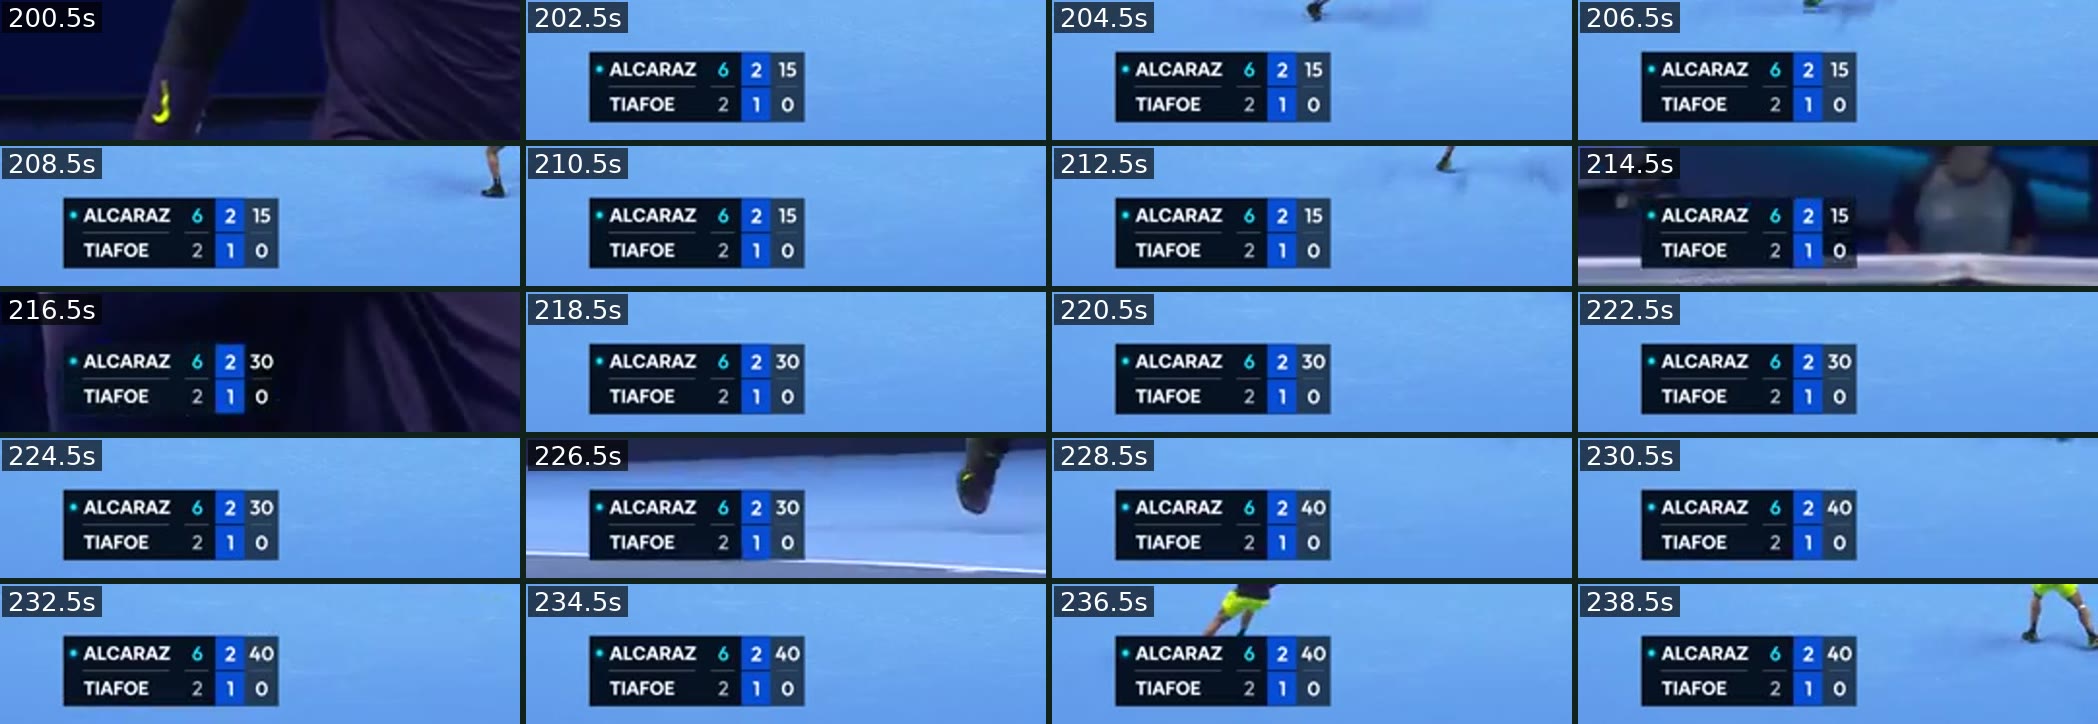 200.5s
202.5s
ALCARAZ 6 2 15
TIAFOE 2 1 0
204.5s
ALCARAZ 6 2 15
TIAFOE 2 1 0
206.5s
ALCARAZ 6 2 15
TIAFOE 2 1 0
208.5s
ALCARAZ 6 2 15
TIAFOE 2 1 0
210.5s
ALCARAZ 6 2 15
TIAFOE 2 1 0
212.5s
ALCARAZ 6 2 15
TIAFOE 2 1 0
214.5s
ALCARAZ 6 2 15
TIAFOE 2 1 0
216.5s
ALCARAZ 6 2 30
TIAFOE 2 1 0
218.5s
ALCARAZ 6 2 30
TIAFOE 2 1 0
220.5s
ALCARAZ 6 2 30
TIAFOE 2 1 0
222.5s
ALCARAZ 6 2 30
TIAFOE 2 1 0
224.5s
ALCARAZ 6 2 30
TIAFOE 2 1 0
226.5s
ALCARAZ 6 2 30
TIAFOE 2 1 0
228.5s
ALCARAZ 6 2 40
TIAFOE 2 1 0
230.5s
ALCARAZ 6 2 40
TIAFOE 2 1 0
232.5s
ALCARAZ 6 2 40
TIAFOE 2 1 0
234.5s
ALCARAZ 6 2 40
TIAFOE 2 1 0
236.5s
ALCARAZ 6 2 40
TIAFOE 2 1 0
238.5s
ALCARAZ 6 2 40
TIAFOE 2 1 0